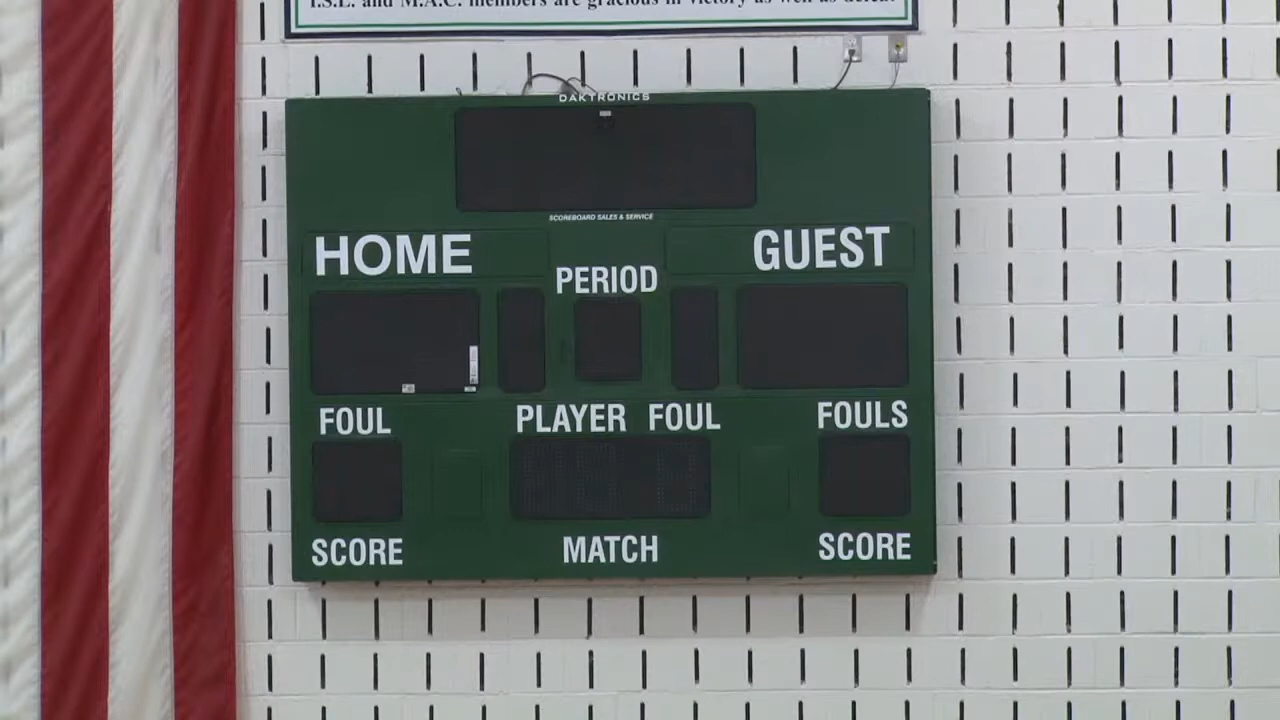 I.S.L. and M.A.C. members are gracious in victory as well as defeat
DAKTRONICS
SCOREBOARD SALES & SERVICE
HOME GUEST
PERIOD
FOUL PLAYER FOUL FOULS
SCORE MATCH SCORE